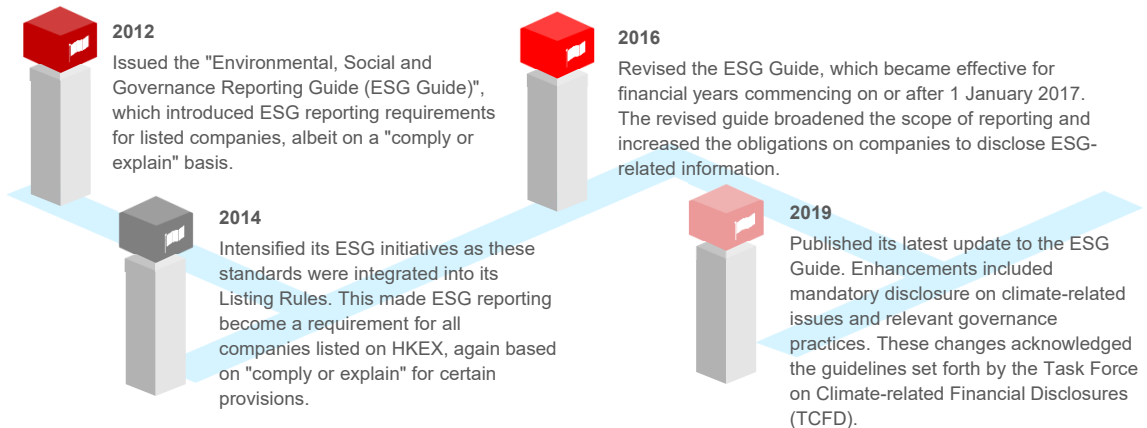 2012
Issued the "Environmental, Social and
Governance Reporting Guide (ESG Guide)",
which introduced ESG reporting requirements
for listed companies, albeit on a "comply or
explain" basis.
2014
Intensified its ESG initiatives as these
standards were integrated into its
Listing Rules. This made ESG reporting
become a requirement for all
companies listed on HKEX, again based
on "comply or explain" for certain
provisions.
2016
Revised the ESG Guide, which became effective for
financial years commencing on or after 1 January 2017.
The revised guide broadened the scope of reporting and
increased the obligations on companies to disclose ESG-
related information.
2019
Published its latest update to the ESG
Guide. Enhancements included
mandatory disclosure on climate-related
issues and relevant governance
practices. These changes acknowledged
the guidelines set forth by the Task Force
on Climate-related Financial Disclosures
(TCFD).